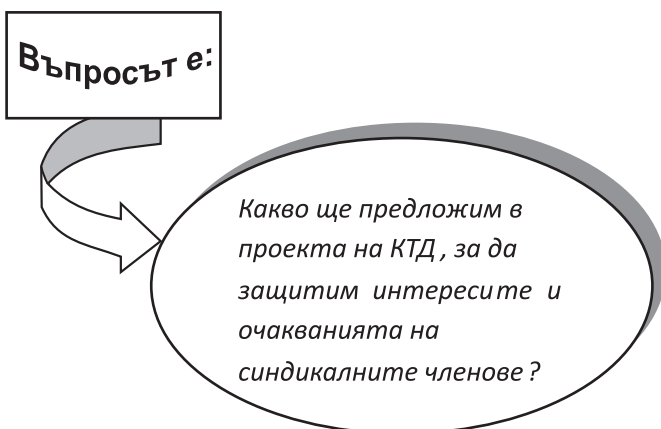 Въпросът е:
Какво ще предложим в
проекта на КТД , за да
защитим интересите и
очакванията на
синдикалните членове ?